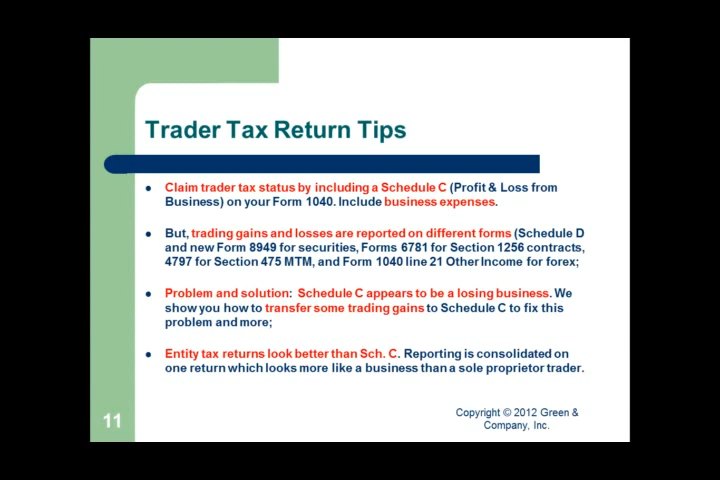 Trader Tax Return Tips
Claim trader tax status by including a Schedule C (Profit & Loss from
Business) on your Form 1040. Include business expenses.
But, trading gains and losses are reported on different forms (Schedule D
and new Form 8949 for securities, Forms 6781 for Section 1256 contracts,
4797 for Section 475 MTM, and Form 1040 line 21 Other Income for forex;
Problem and solution: Schedule C appears to be a losing business. We
show you how to transfer some trading gains to Schedule C to fix this
problem and more;
Entity tax returns look better than Sch. C. Reporting is consolidated on
one return which looks more like a business than a sole proprietor trader.
11
Copyright © 2012 Green &
Company, Inc.